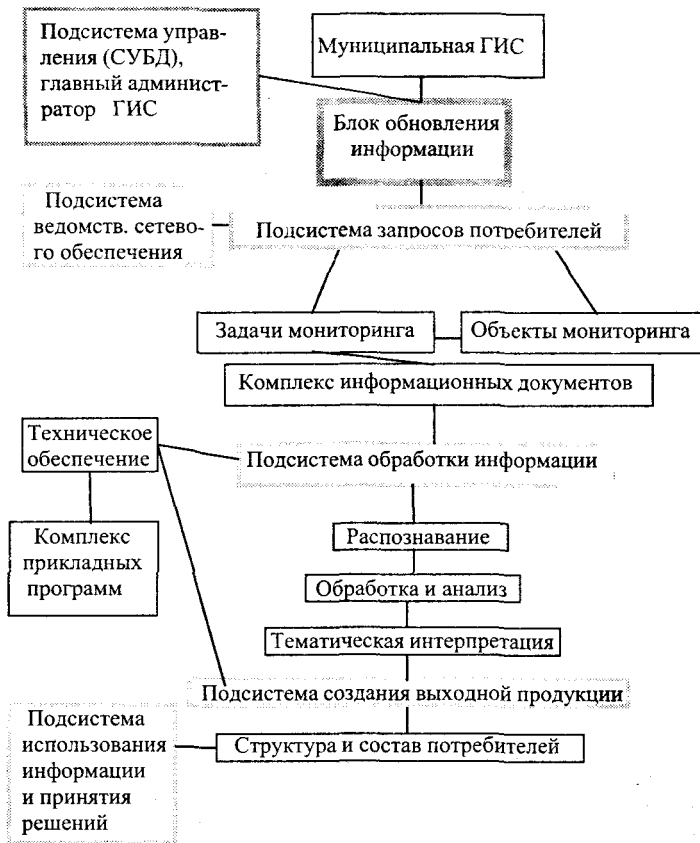 Подсистема управ-
ления (СУБД),
главный админист-
ратор ГИС
Муниципальная ГИС
Блок обновления
информации
Подсистема
ведомств. сетево-
го обеспечения
Подсистема запросов потребителей
Задачи мониторинга
Объекты мониторинга
Комплекс информационных документов
Техническое
обеспечение
Подсистема обработки информации
Комплекс
прикладных
программ
Распознавание
Обработка и анализ
Тематическая интерпретация
Подсистема создания выходной продукции
Подсистема
использования
информации
и принятия
решений
Структура и состав потребителей